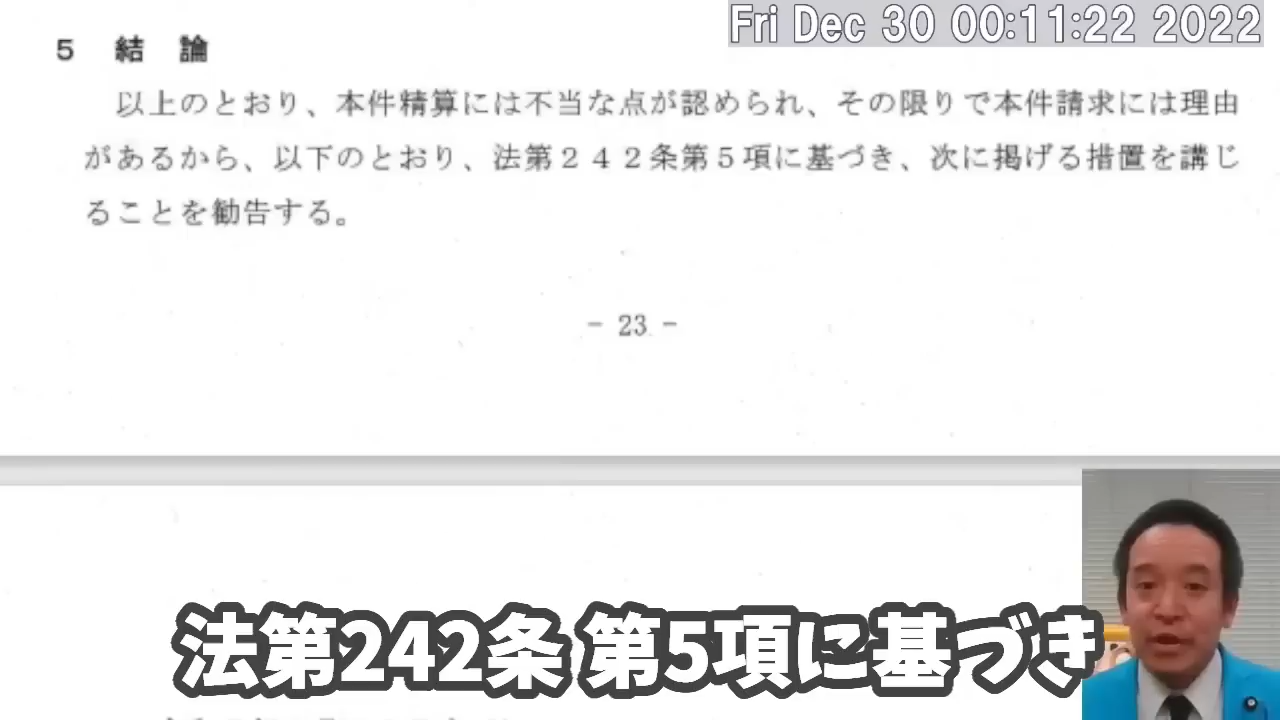 Fri Dec 30 00:11:22 2022
5 結 論
以上のとおり、本件精算には不当な点が認められ、その限りで本件請求には理由
があるから、以下のとおり、法第242条第5項に基づき、次に掲げる措置を講じ
ることを勧告する。
- 23 -
法第242条 第5項に基づき